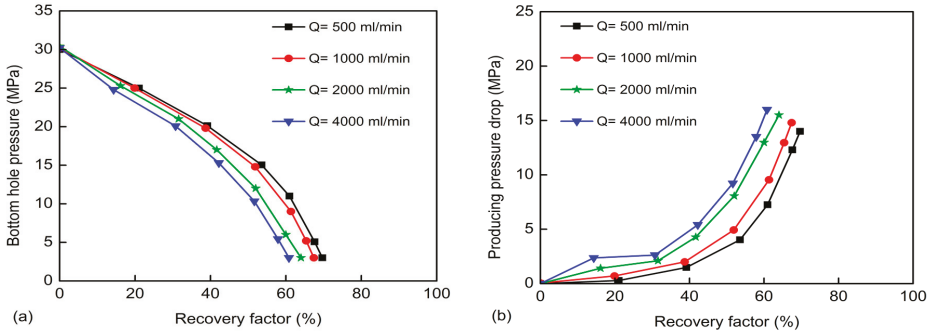 35
30
25
20
15
10
5
0
0 20 40 60 80 100
Bottom hole pressure (MPa)
Recovery factor (%)
Q= 500 ml/min
Q= 1000 ml/min
Q= 2000 ml/min
Q= 4000 ml/min
(a)
25
20
15
10
5
0
0 20 40 60 80 100
Producing pressure drop (MPa)
Recovery factor (%)
Q= 500 ml/min
Q= 1000 ml/min
Q= 2000 ml/min
Q= 4000 ml/min
(b)